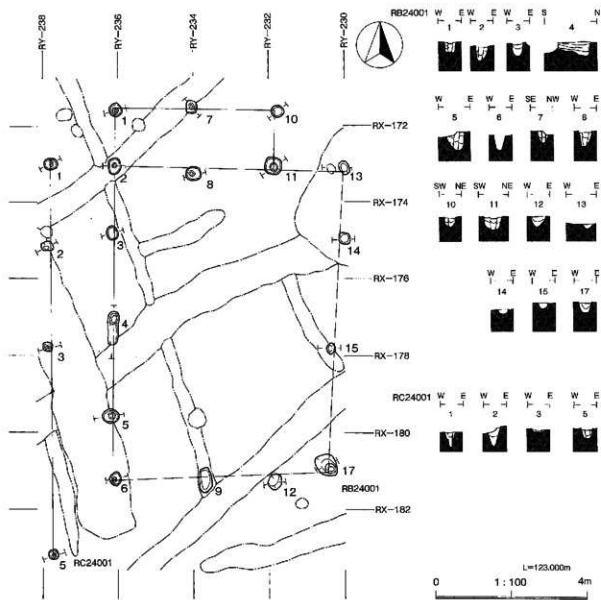 RY-238 RY-236 RY-234 RY-232 RY-230
RX-172
RX-174
RX-176
RX-178
RX-180
RX-182
7 10
1 2 8 11 13
3 14
2
4
3 15
5
6 9 12 17
RB24001
5
RC24001
RB24001 W E W E W E S N
1 2 3 4
W E W E SE NW W E
5 6 7 8
SW NE SW NE W E W E
10 11 12 13
W E W E W E
14 15 17
RC24001 W E W E W E W E
1 2 3 5
L=123.000m
0 1:100 4m